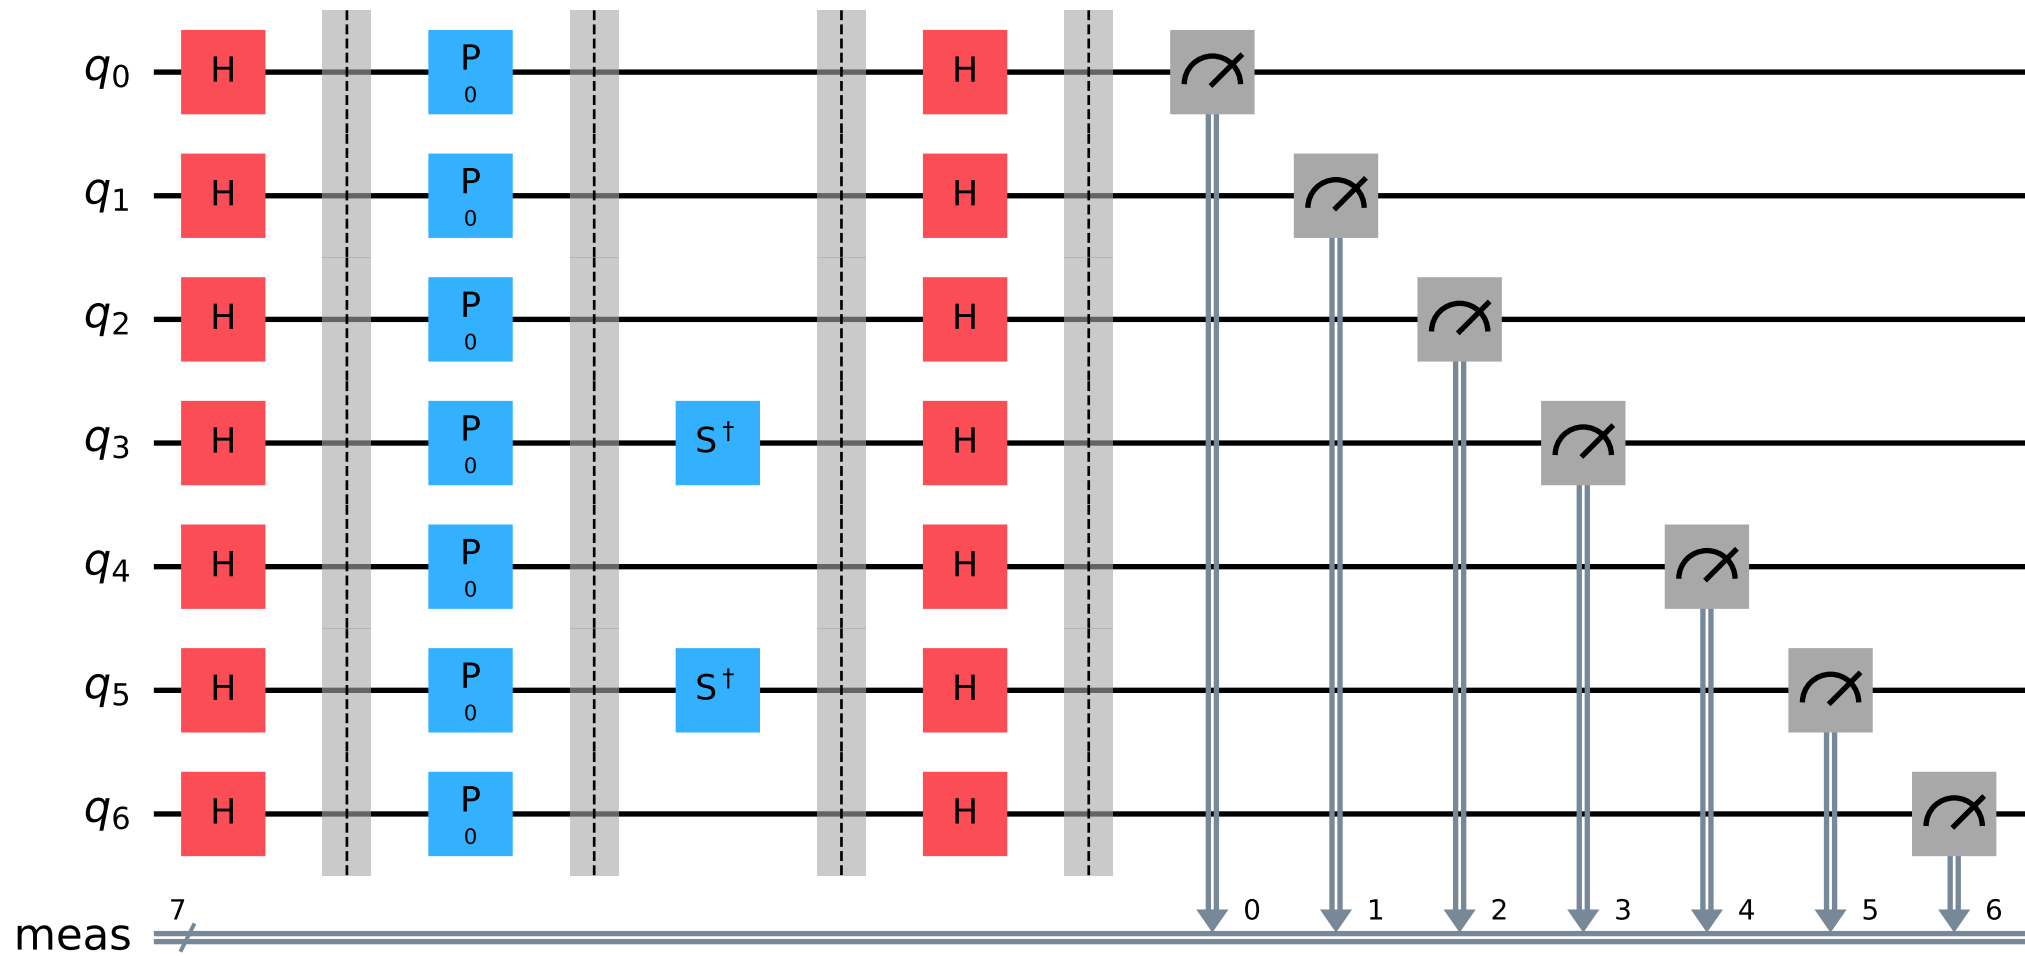 q0 H P 0 H
q1 H P 0 H
q2 H P 0 H
q3 H P 0 S† H
q4 H P 0 H
q5 H P 0 S† H
q6 H P 0 H
7 0 1 2 3 4 5 6
meas